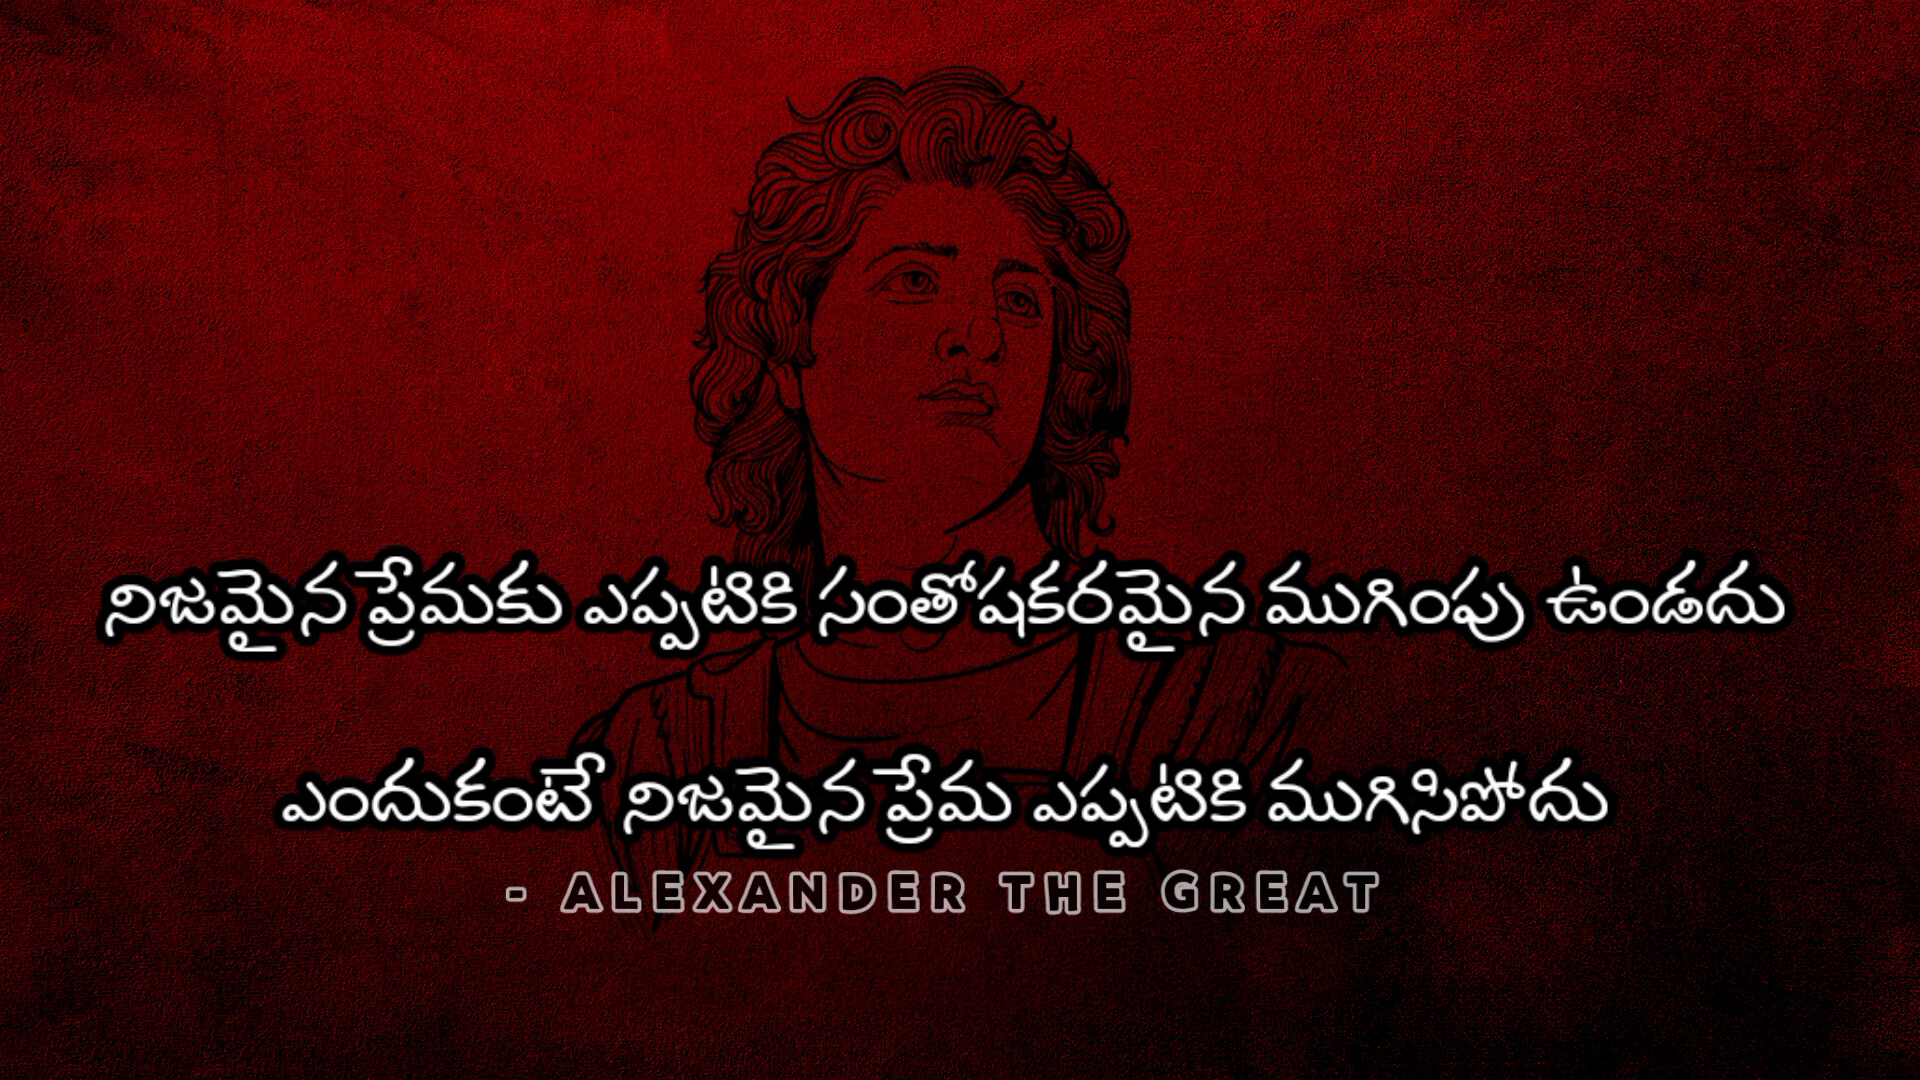 నిజమైన ప్రేమకు ఎప్పటికి సంతోషకరమైన ముగింపు ఉండదు
ఎందుకంటే నిజమైన ప్రేమ ఎప్పటికి ముగిసిపోదు
- ALEXANDER THE GREAT